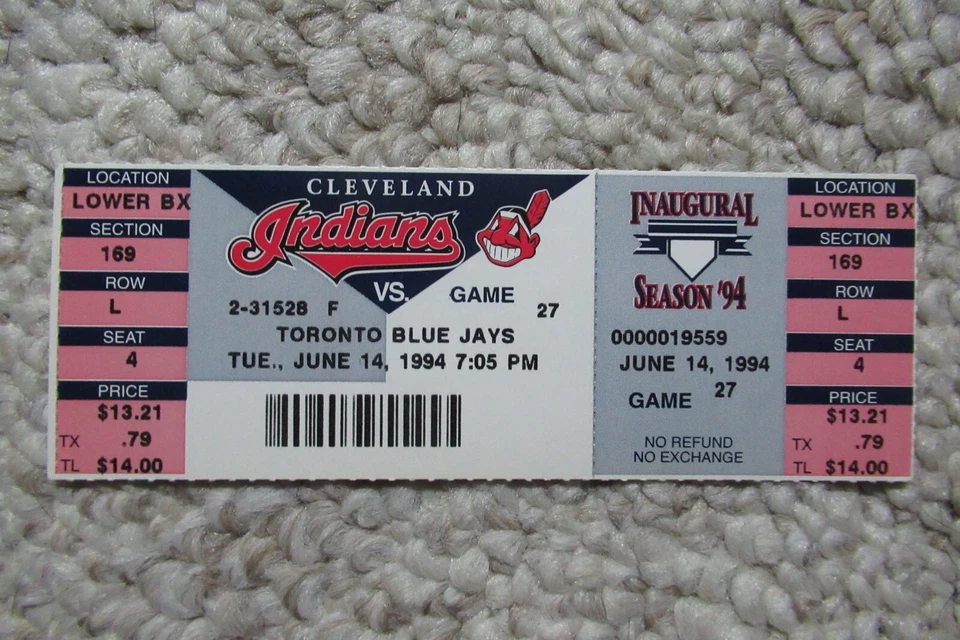 LOCATION
LOWER BX
SECTION
169
ROW
L
SEAT
4
PRICE
$13.21
TX .79
TL $14.00
CLEVELAND
Indians
VS.
GAME 27
2-31528 F
TORONTO BLUE JAYS
TUE., JUNE 14, 1994 7:05 PM
INAUGURAL
SEASON '94
0000019559
JUNE 14, 1994
GAME 27
NO REFUND
NO EXCHANGE
LOCATION
LOWER BX
SECTION
169
ROW
L
SEAT
4
PRICE
$13.21
TX .79
TL $14.00